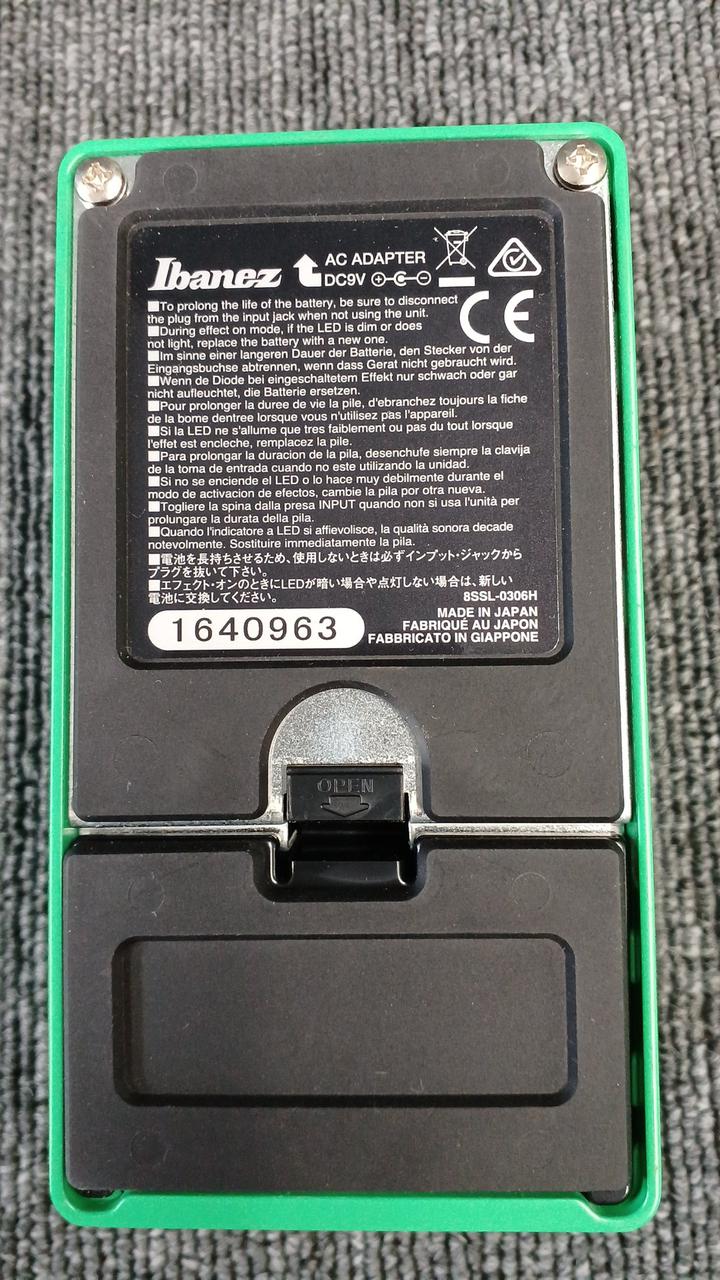 Ibanez
AC ADAPTER
DC9V
CE
■To prolong the life of the battery, be sure to disconnect
the plug from the input jack when not using the unit.
■During effect on mode, if the LED is dim or does
not light, replace the battery with a new one.
■Im sinne einer langeren Dauer der Batterie, den Stecker von der
Eingangsbuchse abtrennen, wenn dass Gerat nicht gebraucht wird.
■Wenn de Diode bei eingeschaltetem Effekt nur schwach oder gar
nicht aufleuchtet, die Batterie ersetzen.
■Pour prolonger la duree de vie la pile, d'ebranchez toujours la fiche
de la bome dentree lorsque vous n'utilisez pas l'appareil.
■Si la LED ne s'allume que tres faiblement ou pas du tout lorsque
l'effet est encleche, remplacez la pile.
■Para prolongar la duracion de la pila, desenchufe siempre la clavija
de la toma de entrada cuando no este utilizando la unidad.
■Si no se enciende el LED o lo hace muy debilmente durante el
modo de activacion de efectos, cambie la pila por otra nueva.
■Togliere la spina dalla presa INPUT quando non si usa l'unità per
prolungare la durata della pila.
■Quando l'indicatore a LED si affievolisce, la qualità sonora decade
notevolmente. Sostituire immediatamente la pila.
■電池を長持ちさせるため、使用しないときは必ずインプット・ジャックから
プラグを抜いて下さい。
■エフェクト・オンのときにLEDが暗い場合や点灯しない場合は、新しい
電池に交換してください。
8SSL-0306H
1640963
MADE IN JAPAN
FABRIQUÉ AU JAPON
FABBRICATO IN GIAPPONE
OPEN